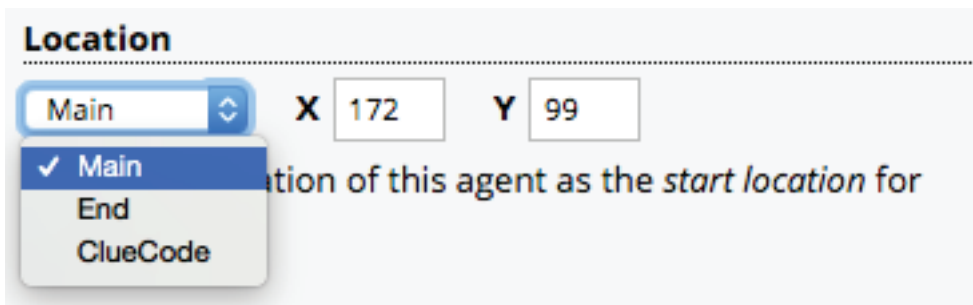 Location
Main X 172 Y 99
✓ Main
ation of this agent as the start location for
End
ClueCode